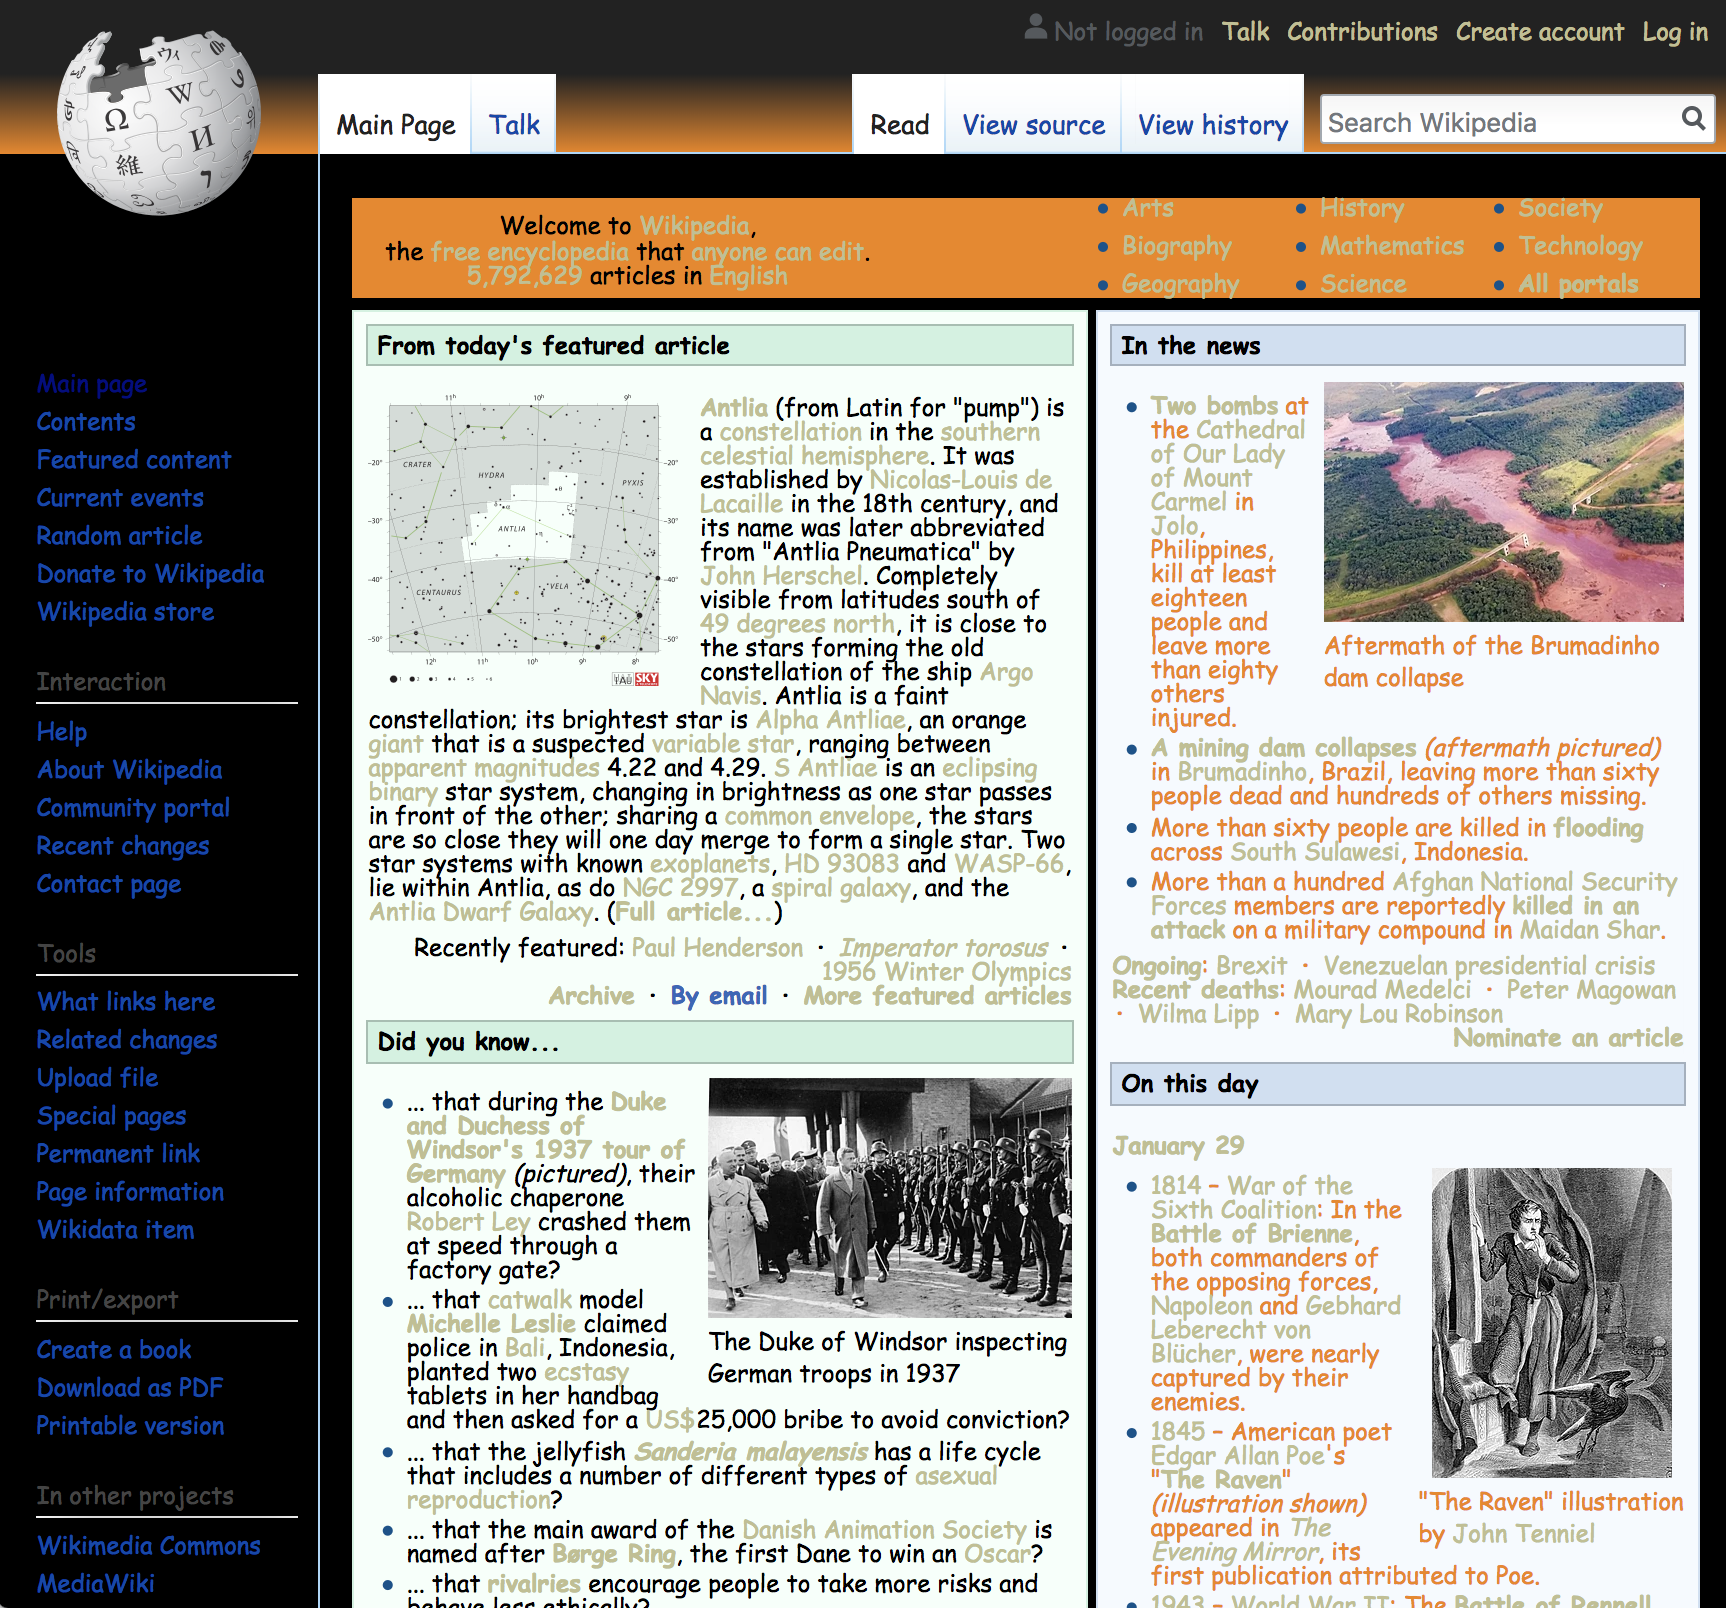 Not logged in Talk Contributions Create account Log in
Main Page Talk Read View source View history Search Wikipedia
Ω W И 維 ו
Welcome to Wikipedia,
the free encyclopedia that anyone can edit.
5,792,629 articles in English
Arts History Society
Biography Mathematics Technology
Geography Science All portals
Main page
Contents
Featured content
Current events
Random article
Donate to Wikipedia
Wikipedia store
Interaction
Help
About Wikipedia
Community portal
Recent changes
Contact page
Tools
What links here
Related changes
Upload file
Special pages
Permanent link
Page information
Wikidata item
Print/export
Create a book
Download as PDF
Printable version
In other projects
Wikimedia Commons
MediaWiki
From today's featured article
11h 10h 9h
CRATER
HYDRA
PYXIS
ANTLIA
VELA
CENTAURUS
-20° -20°
-30° -30°
-40° -40°
-50° -50°
12h 11h 10h 9h 8h
IAU SKY
Antlia (from Latin for "pump") is
a constellation in the southern
celestial hemisphere. It was
established by Nicolas-Louis de
Lacaille in the 18th century, and
its name was later abbreviated
from "Antlia Pneumatica" by
John Herschel. Completely
visible from latitudes south of
49 degrees north, it is close to
the stars forming the old
constellation of the ship Argo
Navis. Antlia is a faint
constellation; its brightest star is Alpha Antliae, an orange
giant that is a suspected variable star, ranging between
apparent magnitudes 4.22 and 4.29. S Antliae is an eclipsing
binary star system, changing in brightness as one star passes
in front of the other; sharing a common envelope, the stars
are so close they will one day merge to form a single star. Two
star systems with known exoplanets, HD 93083 and WASP-66,
lie within Antlia, as do NGC 2997, a spiral galaxy, and the
Antlia Dwarf Galaxy. (Full article...)
Recently featured: Paul Henderson · Imperator torosus ·
1956 Winter Olympics
Archive · By email · More featured articles
Did you know...
... that during the Duke
and Duchess of
Windsor's 1937 tour of
Germany (pictured), their
alcoholic chaperone
Robert Ley crashed them
at speed through a
factory gate?
... that catwalk model
Michelle Leslie claimed
police in Bali, Indonesia,
planted two ecstasy
tablets in her handbag
and then asked for a US$25,000 bribe to avoid conviction?
The Duke of Windsor inspecting
German troops in 1937
... that the jellyfish Sanderia malayensis has a life cycle
that includes a number of different types of asexual
reproduction?
... that the main award of the Danish Animation Society is
named after Børge Ring, the first Dane to win an Oscar?
... that rivalries encourage people to take more risks and
behave less ethically?
In the news
Two bombs at
the Cathedral
of Our Lady
of Mount
Carmel in
Jolo,
Philippines,
kill at least
eighteen
people and
leave more
than eighty
others
injured.
Aftermath of the Brumadinho
dam collapse
A mining dam collapses (aftermath pictured)
in Brumadinho, Brazil, leaving more than sixty
people dead and hundreds of others missing.
More than sixty people are killed in flooding
across South Sulawesi, Indonesia.
More than a hundred Afghan National Security
Forces members are reportedly killed in an
attack on a military compound in Maidan Shar.
Ongoing: Brexit · Venezuelan presidential crisis
Recent deaths: Mourad Medelci · Peter Magowan
· Wilma Lipp · Mary Lou Robinson
Nominate an article
On this day
January 29
1814 – War of the
Sixth Coalition: In the
Battle of Brienne,
both commanders of
the opposing forces,
Napoleon and Gebhard
Leberecht von
Blücher, were nearly
captured by their
enemies.
1845 – American poet
Edgar Allan Poe's
"The Raven"
(illustration shown)
appeared in The
Evening Mirror, its
first publication attributed to Poe.
"The Raven" illustration
by John Tenniel
1943 – World War II: The Battle of Rennell